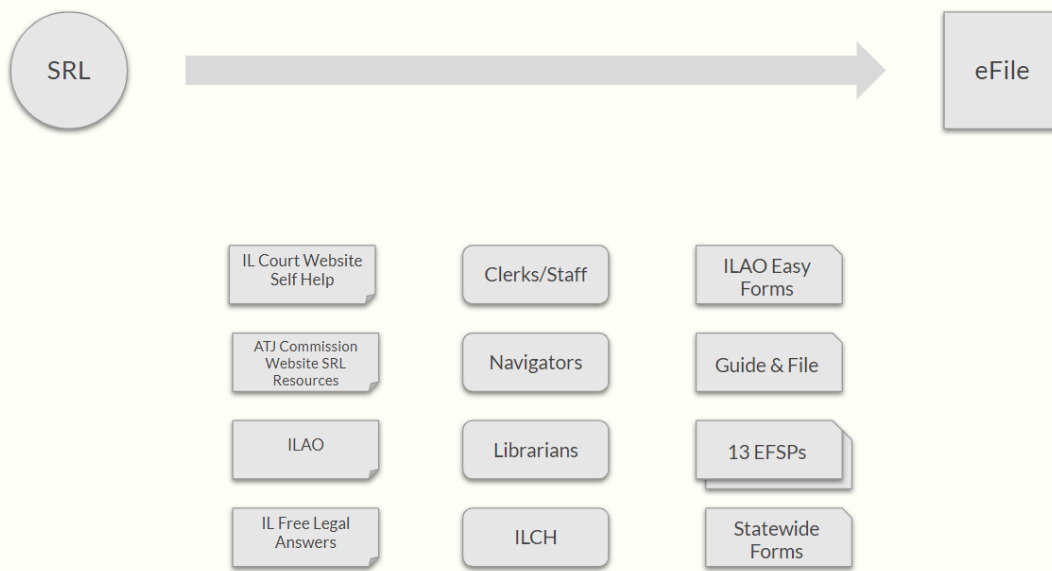 SRL
eFile
IL Court Website
Self Help
Clerks/Staff
ILAO Easy
Forms
ATJ Commission
Website SRL
Resources
Navigators
Guide & File
ILAO
Librarians
13 EFSPs
IL Free Legal
Answers
ILCH
Statewide
Forms